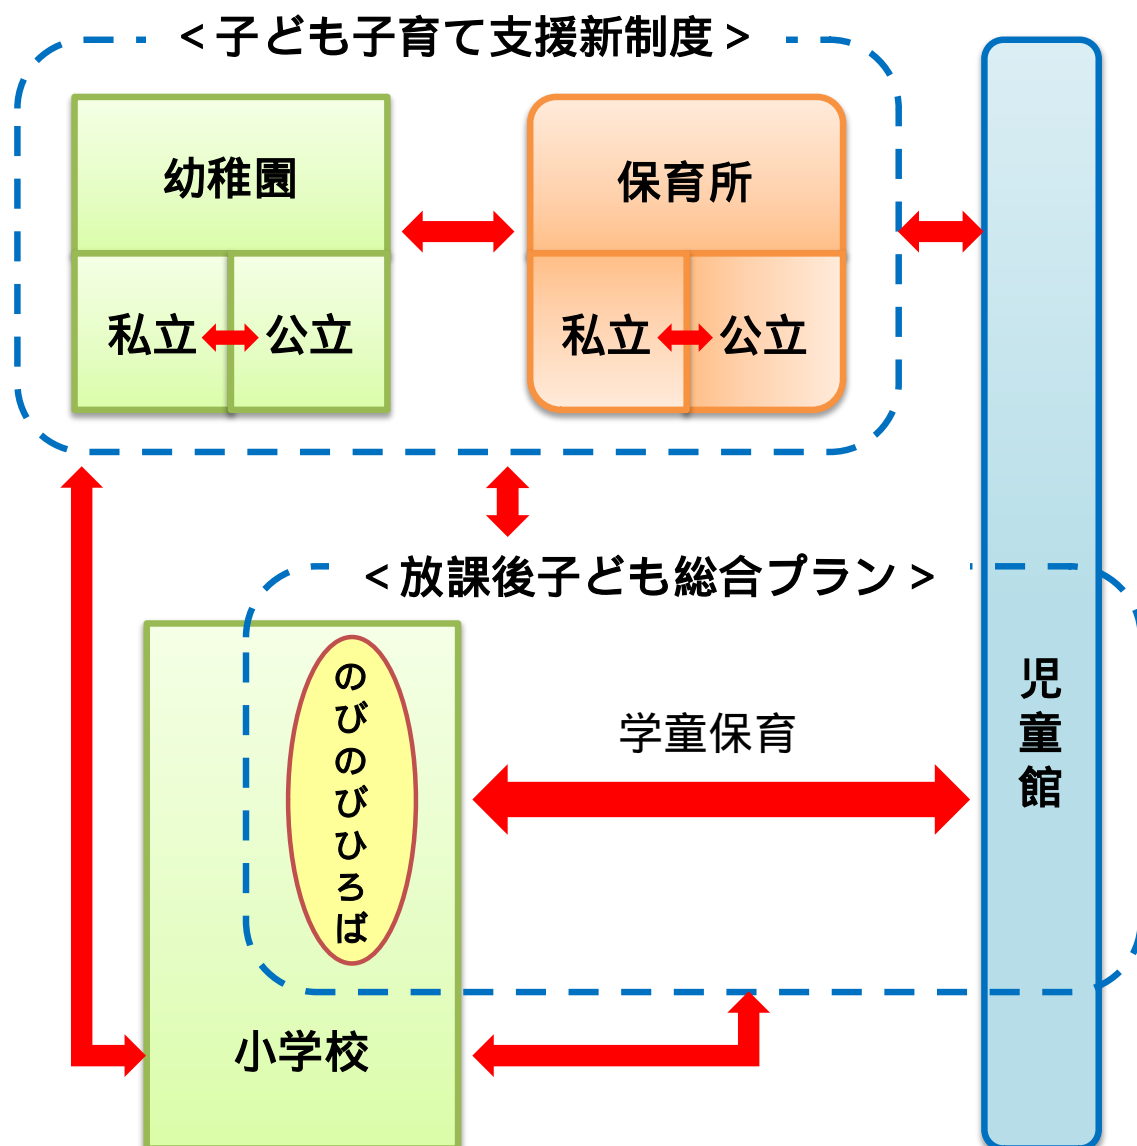 ＜子ども子育て支援新制度＞
幼稚園
保育所
私立
公立
私立
公立
＜放課後子ども総合プラン＞
のびのびひろば
学童保育
児童館
小学校